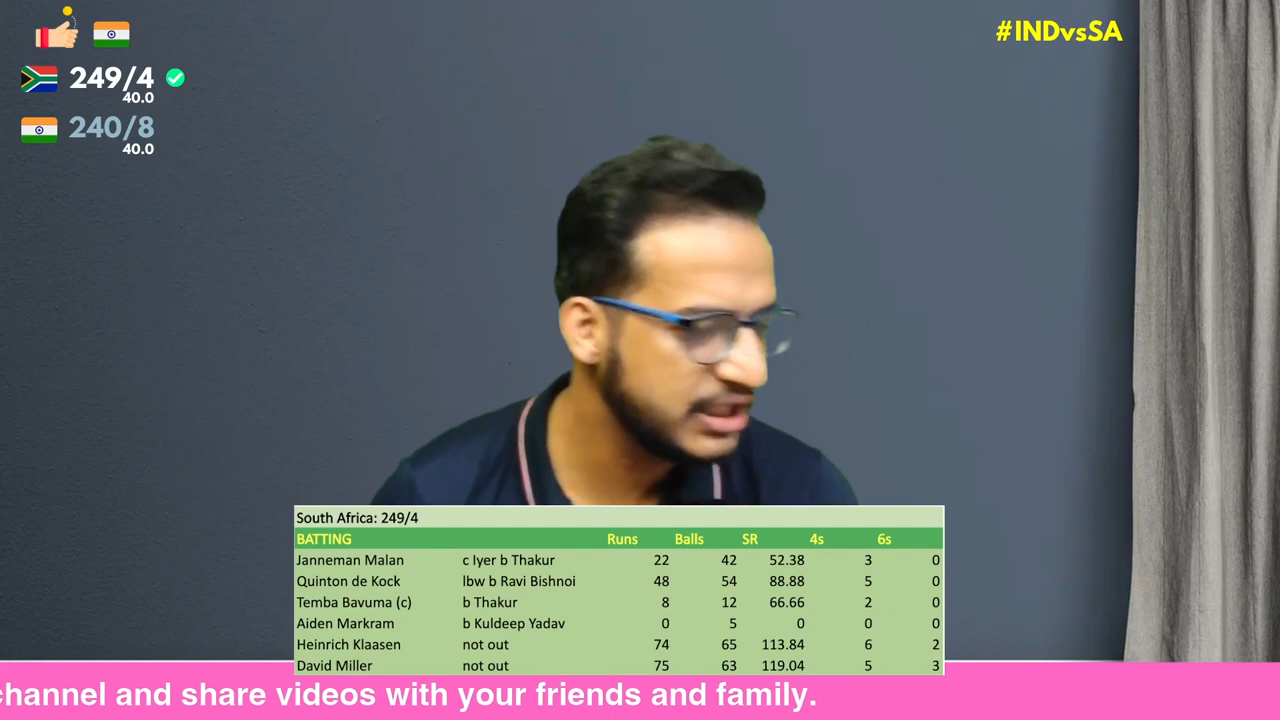 #INDvsSA
249/4
40.0
240/8
40.0
South Africa: 249/4
BATTING Runs Balls SR 4s 6s
Janneman Malan c Iyer b Thakur 22 42 52.38 3 0
Quinton de Kock lbw b Ravi Bishnoi 48 54 88.88 5 0
Temba Bavuma (c) b Thakur 8 12 66.66 2 0
Aiden Markram b Kuldeep Yadav 0 5 0 0 0
Heinrich Klaasen not out 74 65 113.84 6 2
David Miller not out 75 63 119.04 5 3
channel and share videos with your friends and family.